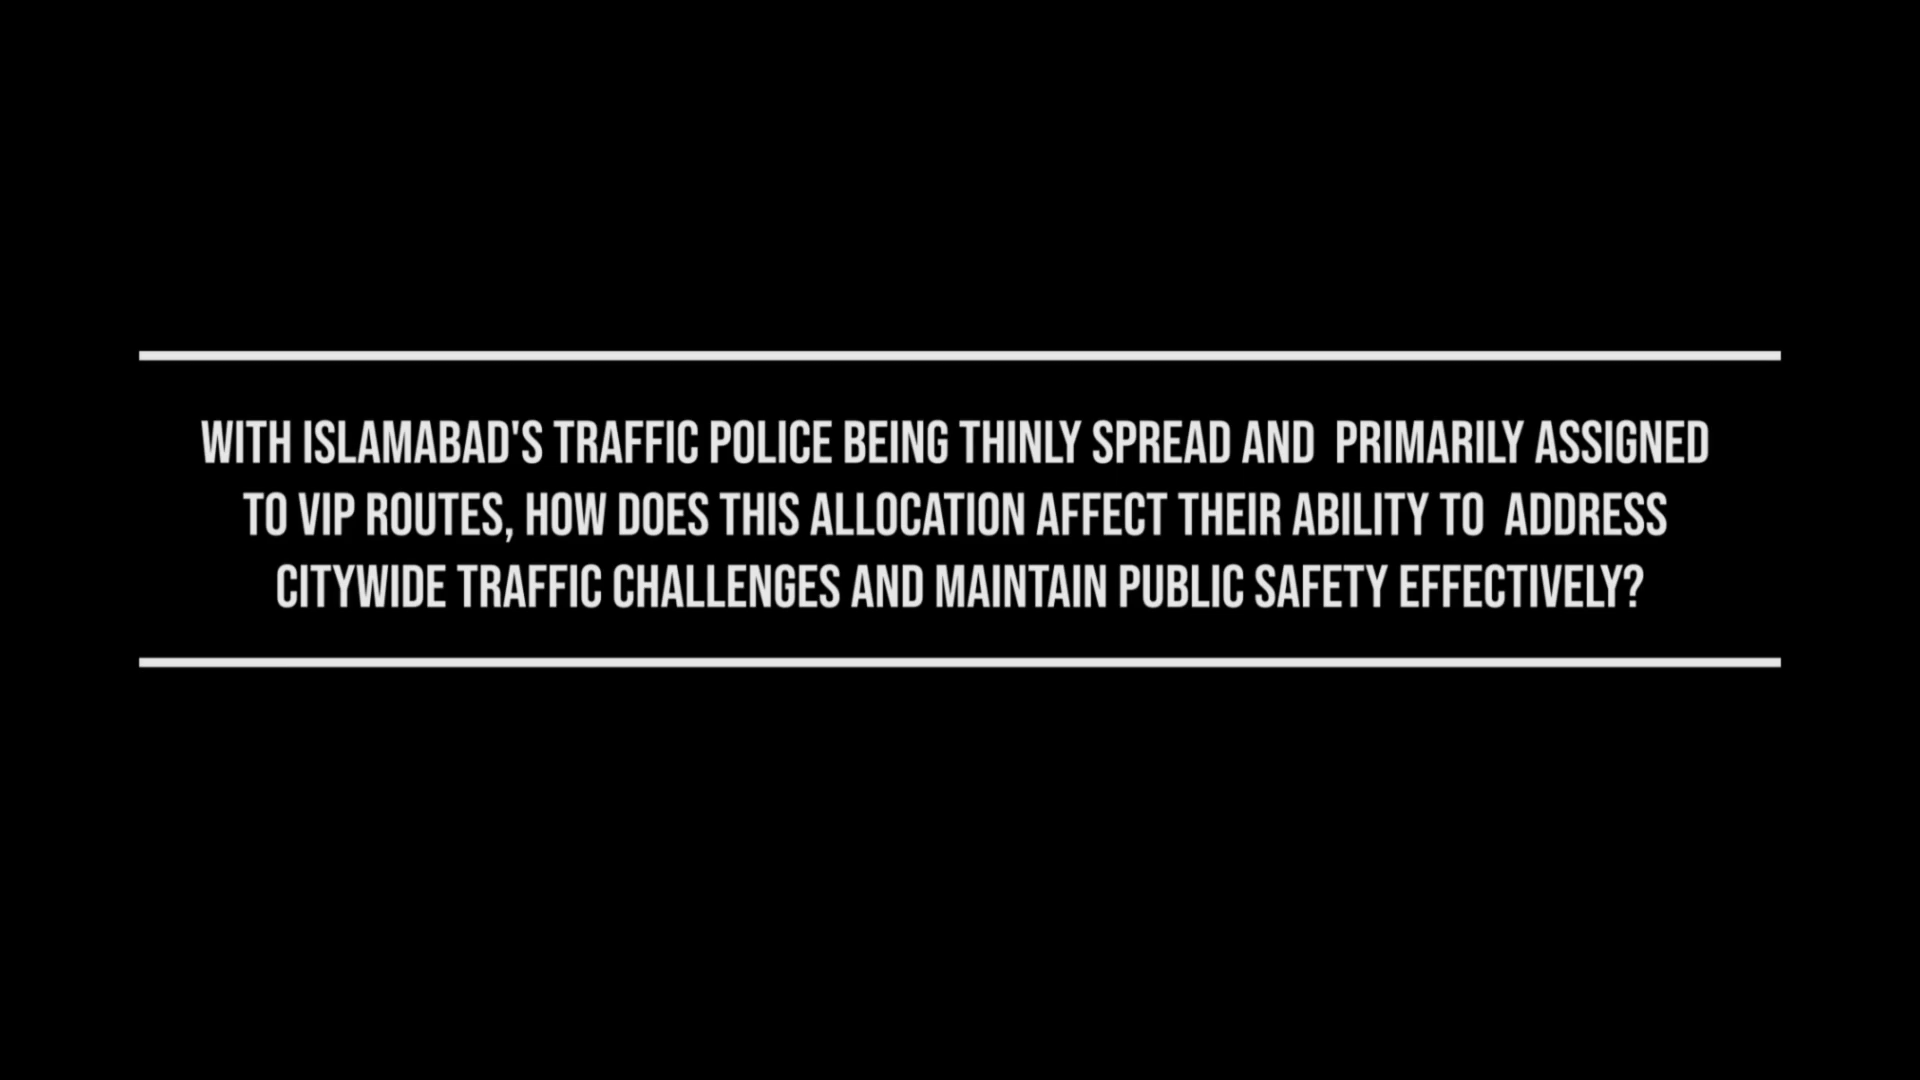 WITH ISLAMABAD'S TRAFFIC POLICE BEING THINLY SPREAD AND  PRIMARILY ASSIGNED
TO VIP ROUTES, HOW DOES THIS ALLOCATION AFFECT THEIR ABILITY TO  ADDRESS
CITYWIDE TRAFFIC CHALLENGES AND MAINTAIN PUBLIC SAFETY EFFECTIVELY?